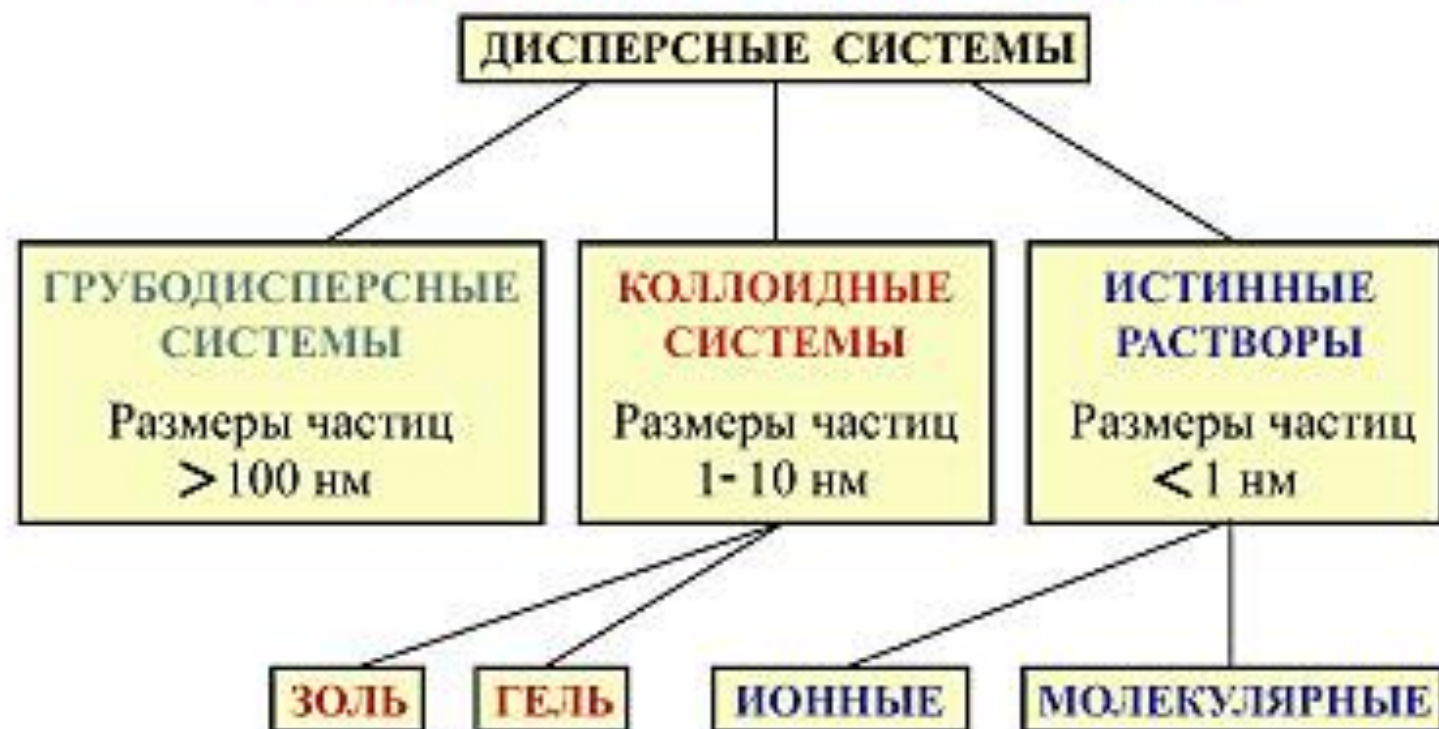 ДИСПЕРСНЫЕ СИСТЕМЫ
ГРУБОДИСПЕРСНЫЕ
СИСТЕМЫ
Размеры частиц
>100 нм
КОЛЛОИДНЫЕ
СИСТЕМЫ
Размеры частиц
1-10 нм
ИСТИННЫЕ
РАСТВОРЫ
Размеры частиц
<1 нм
ЗОЛЬ
ГЕЛЬ
ИОННЫЕ
МОЛЕКУЛЯРНЫЕ